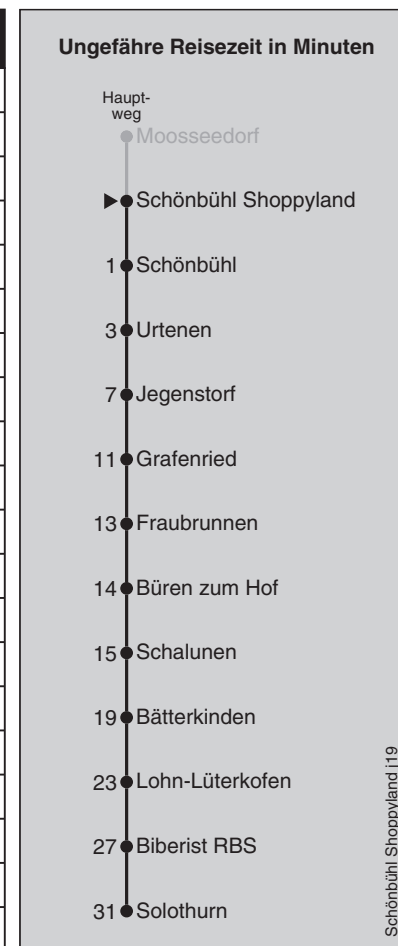 Ungefähre Reisezeit in Minuten
Haupt-
weg
Moosseedorf
Schönbühl Shoppyland
1 Schönbühl
3 Urtenen
7 Jegenstorf
11 Grafenried
13 Fraubrunnen
14 Büren zum Hof
15 Schalunen
19 Bätterkinden
23 Lohn-Lüterkofen
27 Biberist RBS
31 Solothurn
Schönbühl Shoppyland j19